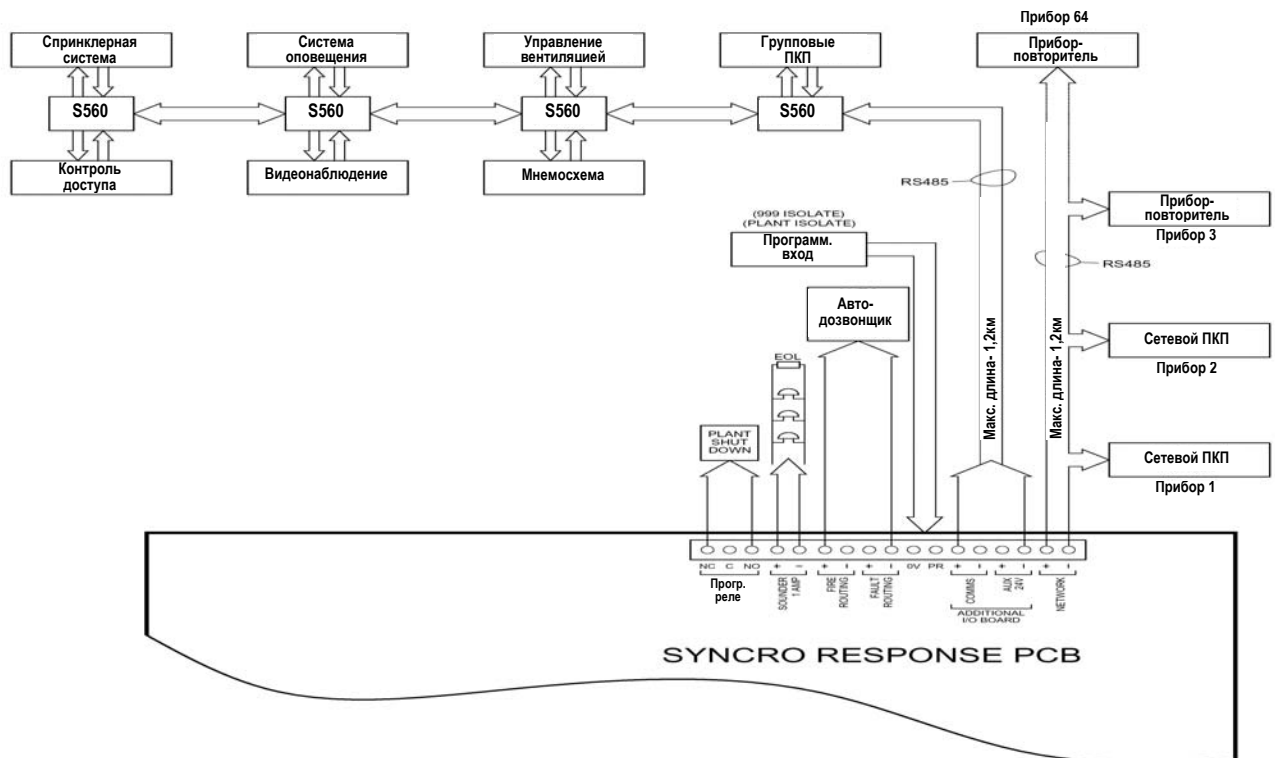 Прибор 64
Спринклерная
система
Система
оповещения
Управление
вентиляцией
Групповые
ПКП
Прибор-
повторитель
S560
S560
S560
S560
Контроль
доступа
Видеонаблюдение
Мнемосхема
RS485
Прибор-
повторитель
Прибор 3
(999 ISOLATE)
(PLANT ISOLATE)
Программ.
вход
RS485
Авто-
дозвонщик
Макс. длина- 1,2км
Макс. длина- 1,2км
Сетевой ПКП
Прибор 2
EOL
PLANT
SHUT
DOWN
Сетевой ПКП
Прибор 1
NC C NO + − + − + − 0V PR + − + − + −
Прогр.
реле
SOUNDER
1 AMP
FIRE
ROUTING
FAULT
ROUTING
COMMS
AUX
24V
NETWORK
ADDITIONAL
I/O BOARD
SYNCRO RESPONSE PCB